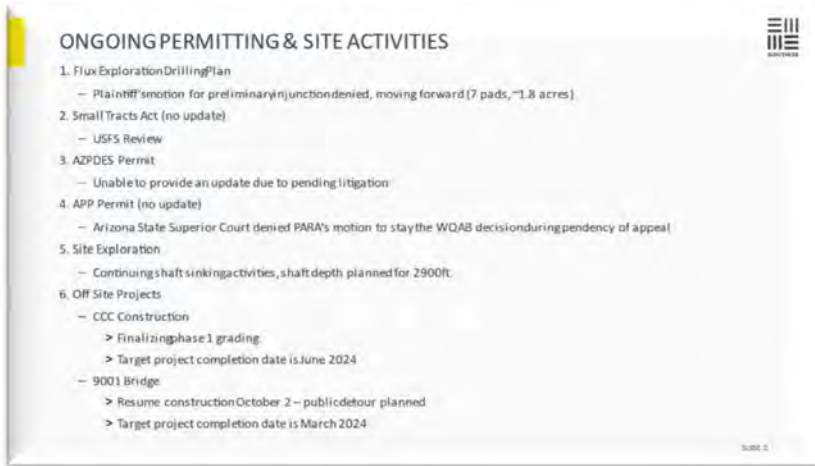 ONGOING PERMITTING & SITE ACTIVITIES
SOUTH32
1. Flux Exploration Drilling Plan
– Plaintiff's motion for preliminary injunction denied, moving forward (7 pads, ~1.8 acres)
2. Small Tracts Act (no update)
– USFS Review
3. AZPDES Permit
– Unable to provide an update due to pending litigation
4. APP Permit (no update)
– Arizona State Superior Court denied PARA's motion to stay the WQAB decision during pendency of appeal
5. Site Exploration
– Continuing shaft sinking activities, shaft depth planned for 2900ft.
6. Off Site Projects
– CCC Construction
> Finalizing phase 1 grading
> Target project completion date is June 2024
– 9001 Bridge
> Resume construction October 2 – public detour planned
> Target project completion date is March 2024